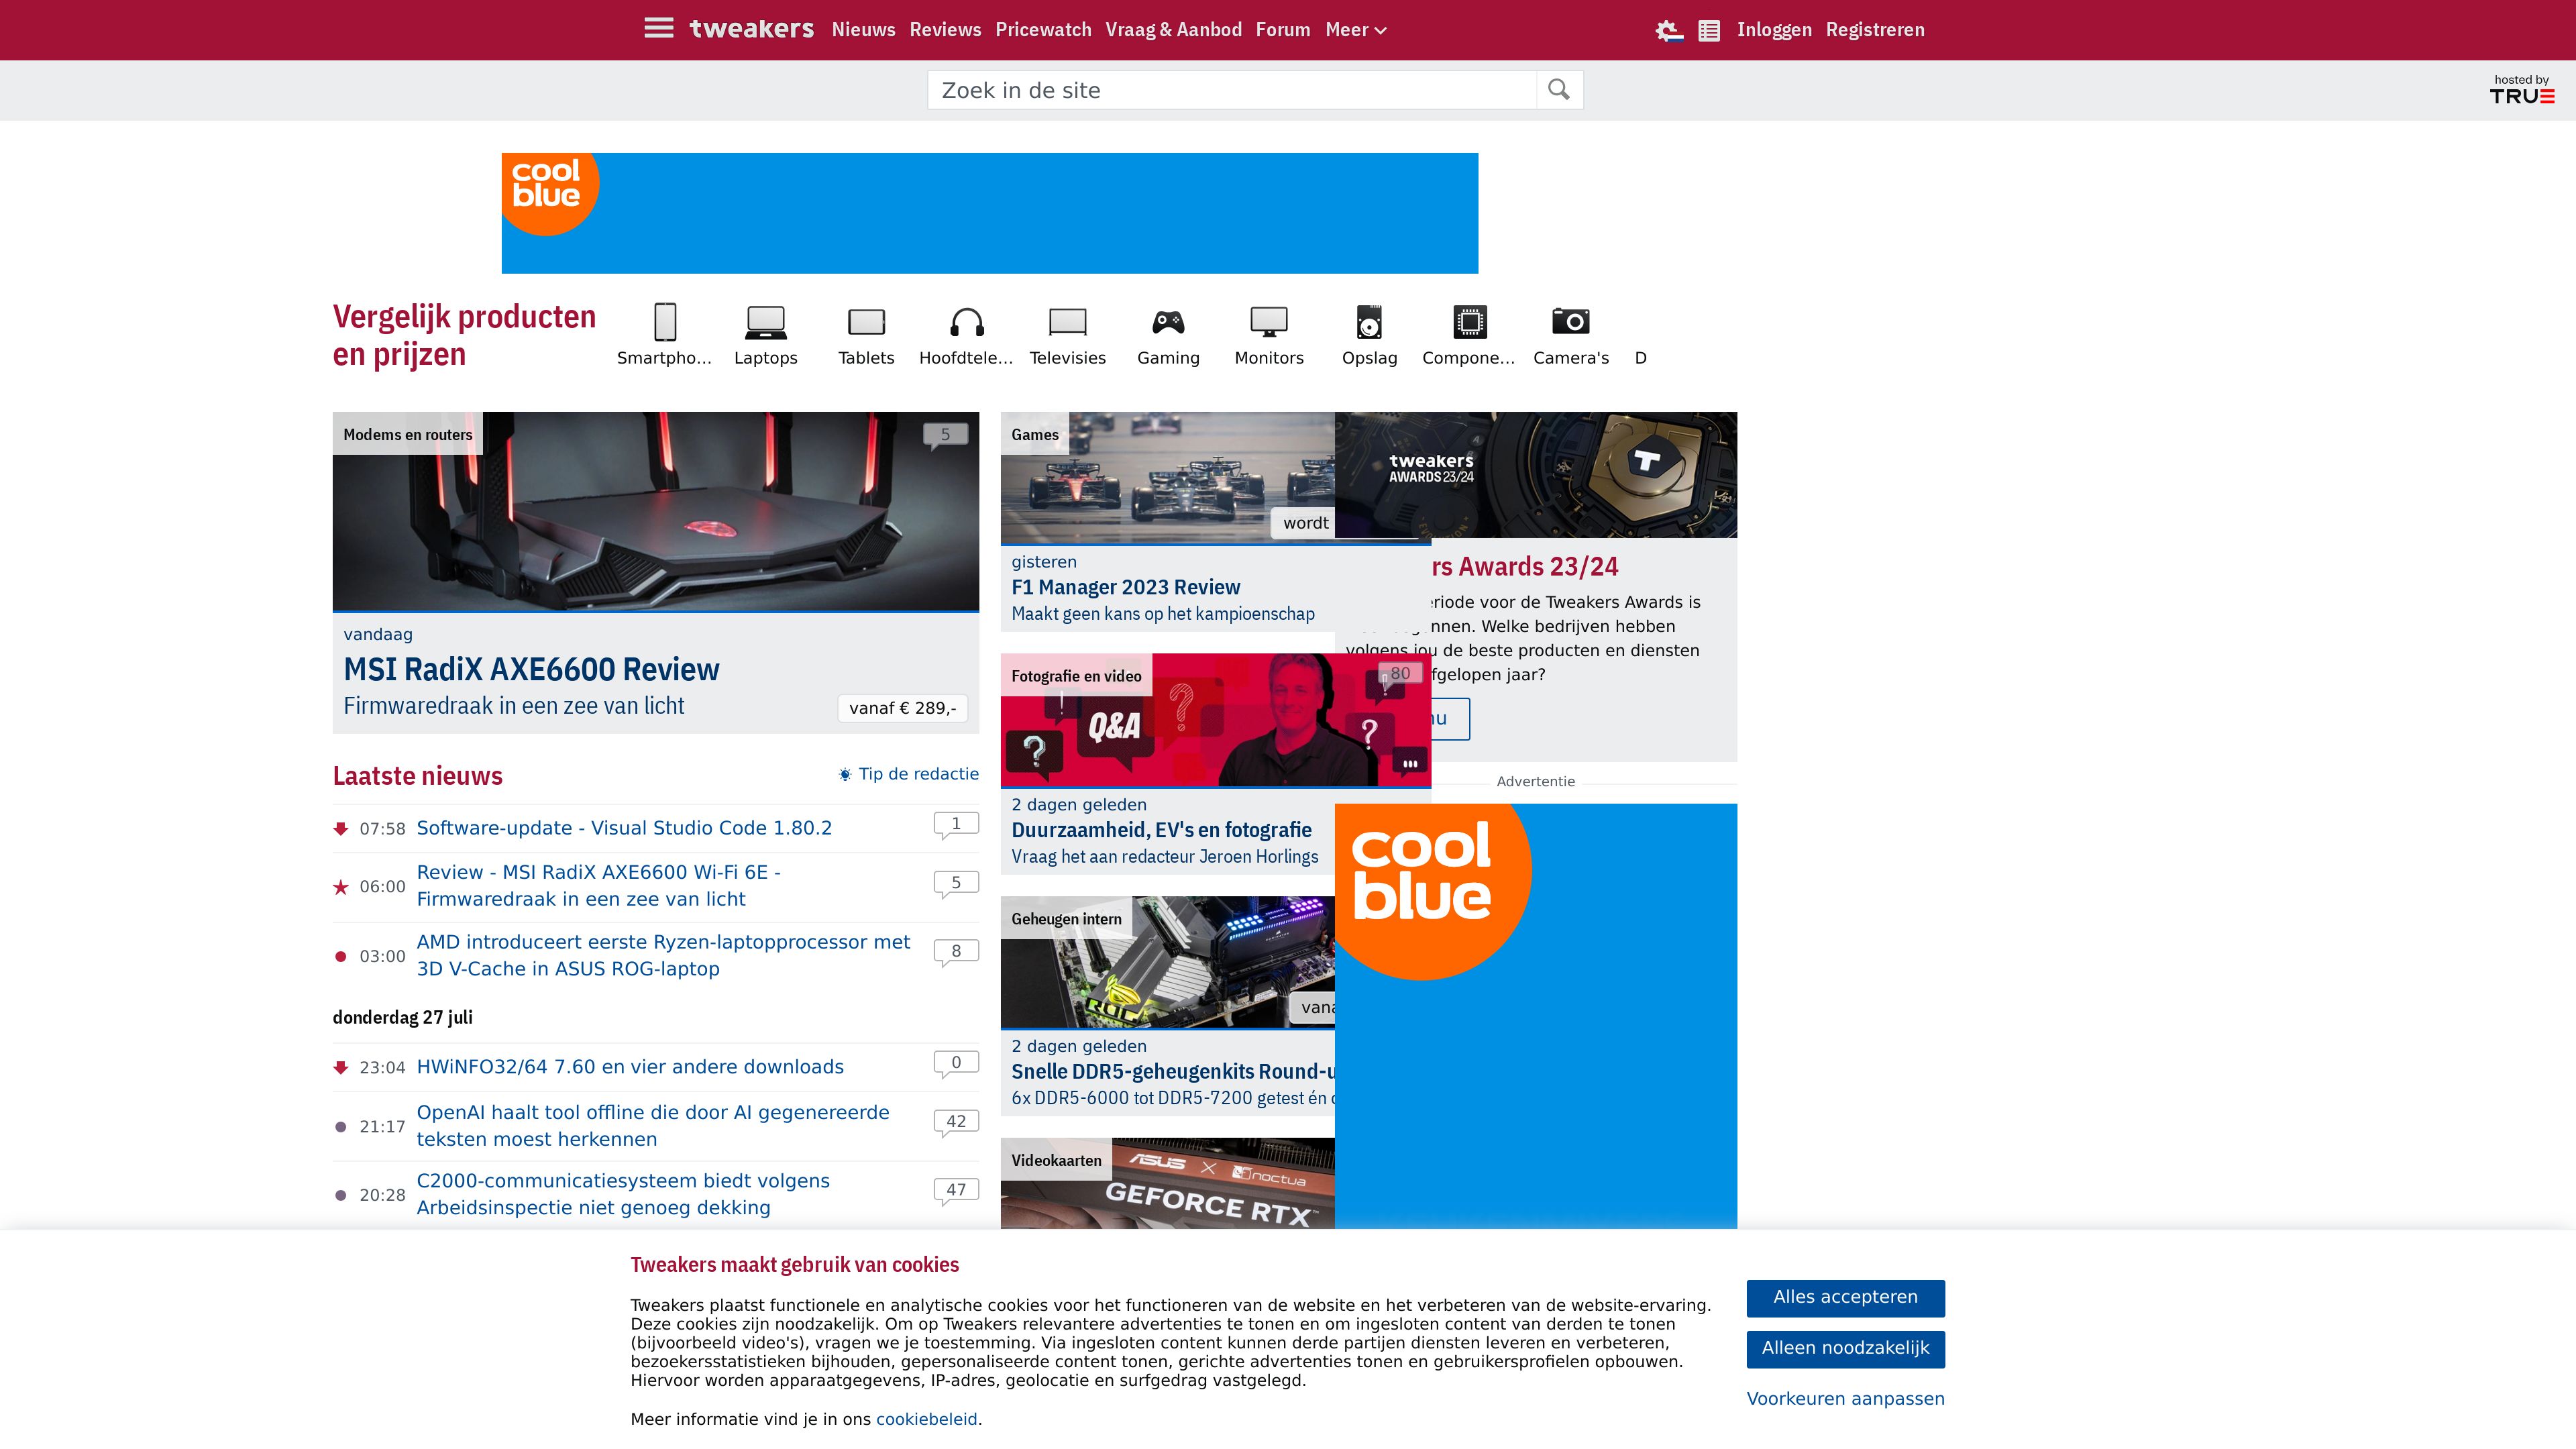 tweakers Nieuws Reviews Pricewatch Vraag & Aanbod Forum Meer Inloggen Registreren
Zoek in de site
hosted by
TRUE
cool
blue
Vergelijk producten
en prijzen
Smartpho... Laptops Tablets Hoofdtele... Televisies Gaming Monitors Opslag Compone... Camera's D
Modems en routers
5
vandaag
MSI RadiX AXE6600 Review
Firmwaredraak in een zee van licht
vanaf € 289,-
Laatste nieuws
Tip de redactie
07:58 Software-update - Visual Studio Code 1.80.2 1
06:00 Review - MSI RadiX AXE6600 Wi-Fi 6E -
Firmwaredraak in een zee van licht 5
03:00 AMD introduceert eerste Ryzen-laptopprocessor met
3D V-Cache in ASUS ROG-laptop 8
donderdag 27 juli
23:04 HWiNFO32/64 7.60 en vier andere downloads 0
21:17 OpenAI haalt tool offline die door AI gegenereerde
teksten moest herkennen 42
20:28 C2000-communicatiesysteem biedt volgens
Arbeidsinspectie niet genoeg dekking 47
Games
wordt
gisteren
F1 Manager 2023 Review
Maakt geen kans op het kampioenschap
Fotografie en video
80
Q&A
2 dagen geleden
Duurzaamheid, EV's en fotografie
Vraag het aan redacteur Jeroen Horlings
Geheugen intern
2 dagen geleden
Snelle DDR5-geheugenkits Round-u
6x DDR5-6000 tot DDR5-7200 getest én
Videokaarten
ASUS X noctua
GEFORCE RTX
tweakers
AWARDS 23/24
rs Awards 23/24
voor de Tweakers Awards is
Welke bedrijven hebben
volgens jou de beste producten en diensten
jaar?
Advertentie
cool
blue
Tweakers maakt gebruik van cookies
Tweakers plaatst functionele en analytische cookies voor het functioneren van de website en het verbeteren van de website-ervaring.
Deze cookies zijn noodzakelijk. Om op Tweakers relevantere advertenties te tonen en om ingesloten content van derden te tonen
(bijvoorbeeld video's), vragen we je toestemming. Via ingesloten content kunnen derde partijen diensten leveren en verbeteren,
bezoekersstatistieken bijhouden, gepersonaliseerde content tonen, gerichte advertenties tonen en gebruikersprofielen opbouwen.
Hiervoor worden apparaatgegevens, IP-adres, geolocatie en surfgedrag vastgelegd.
Meer informatie vind je in ons cookiebeleid.
Alles accepteren
Alleen noodzakelijk
Voorkeuren aanpassen